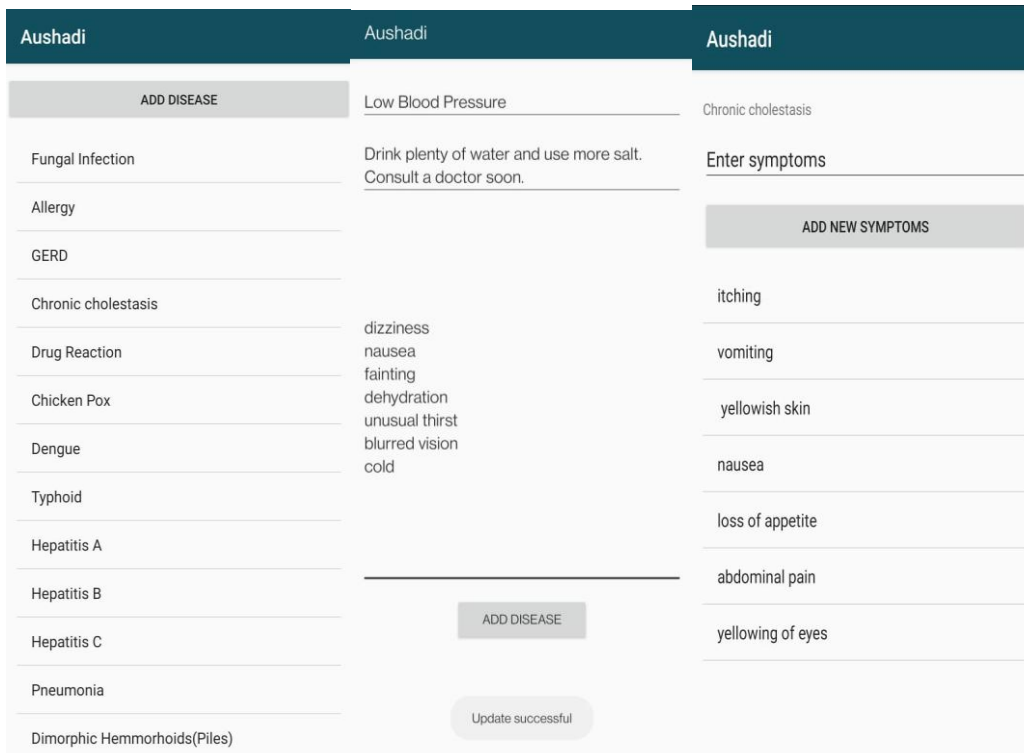 Aushadi
ADD DISEASE
Fungal Infection
Allergy
GERD
Chronic cholestasis
Drug Reaction
Chicken Pox
Dengue
Typhoid
Hepatitis A
Hepatitis B
Hepatitis C
Pneumonia
Dimorphic Hemmorhoids(Piles)
Aushadi
Low Blood Pressure
Drink plenty of water and use more salt.
Consult a doctor soon.
dizziness
nausea
fainting
dehydration
unusual thirst
blurred vision
cold
ADD DISEASE
Update successful
Aushadi
Chronic cholestasis
Enter symptoms
ADD NEW SYMPTOMS
itching
vomiting
yellowish skin
nausea
loss of appetite
abdominal pain
yellowing of eyes